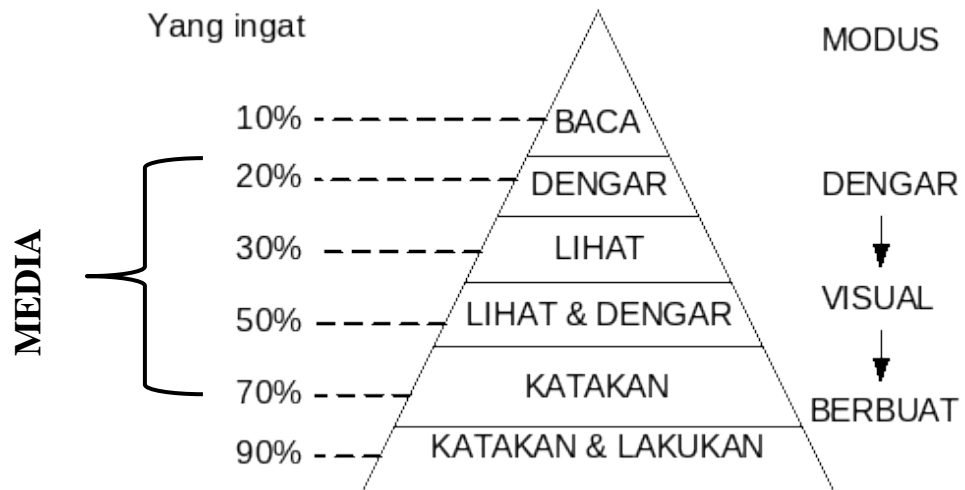 Yang ingat
MODUS
10%
BACA
20%
DENGAR
DENGAR
MEDIA
30%
LIHAT
VISUAL
50%
LIHAT & DENGAR
70%
KATAKAN
BERBUAT
90%
KATAKAN & LAKUKAN